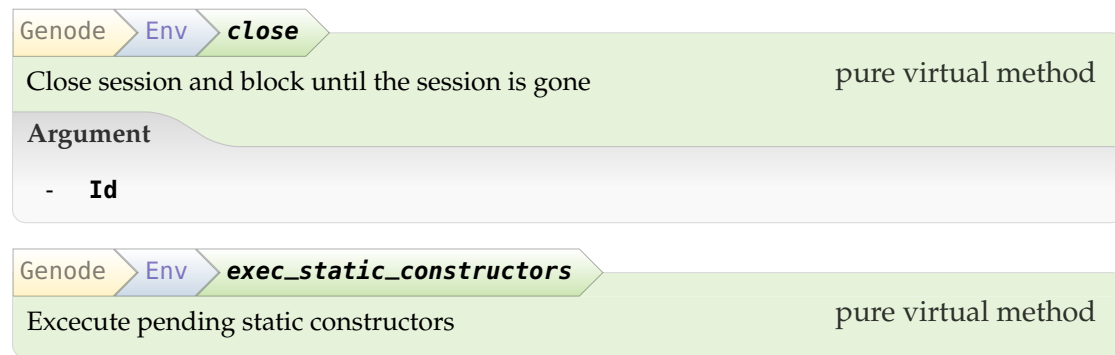 Genode Env close
Close session and block until the session is gone pure virtual method
Argument
- Id
Genode Env exec_static_constructors
Excecute pending static constructors pure virtual method